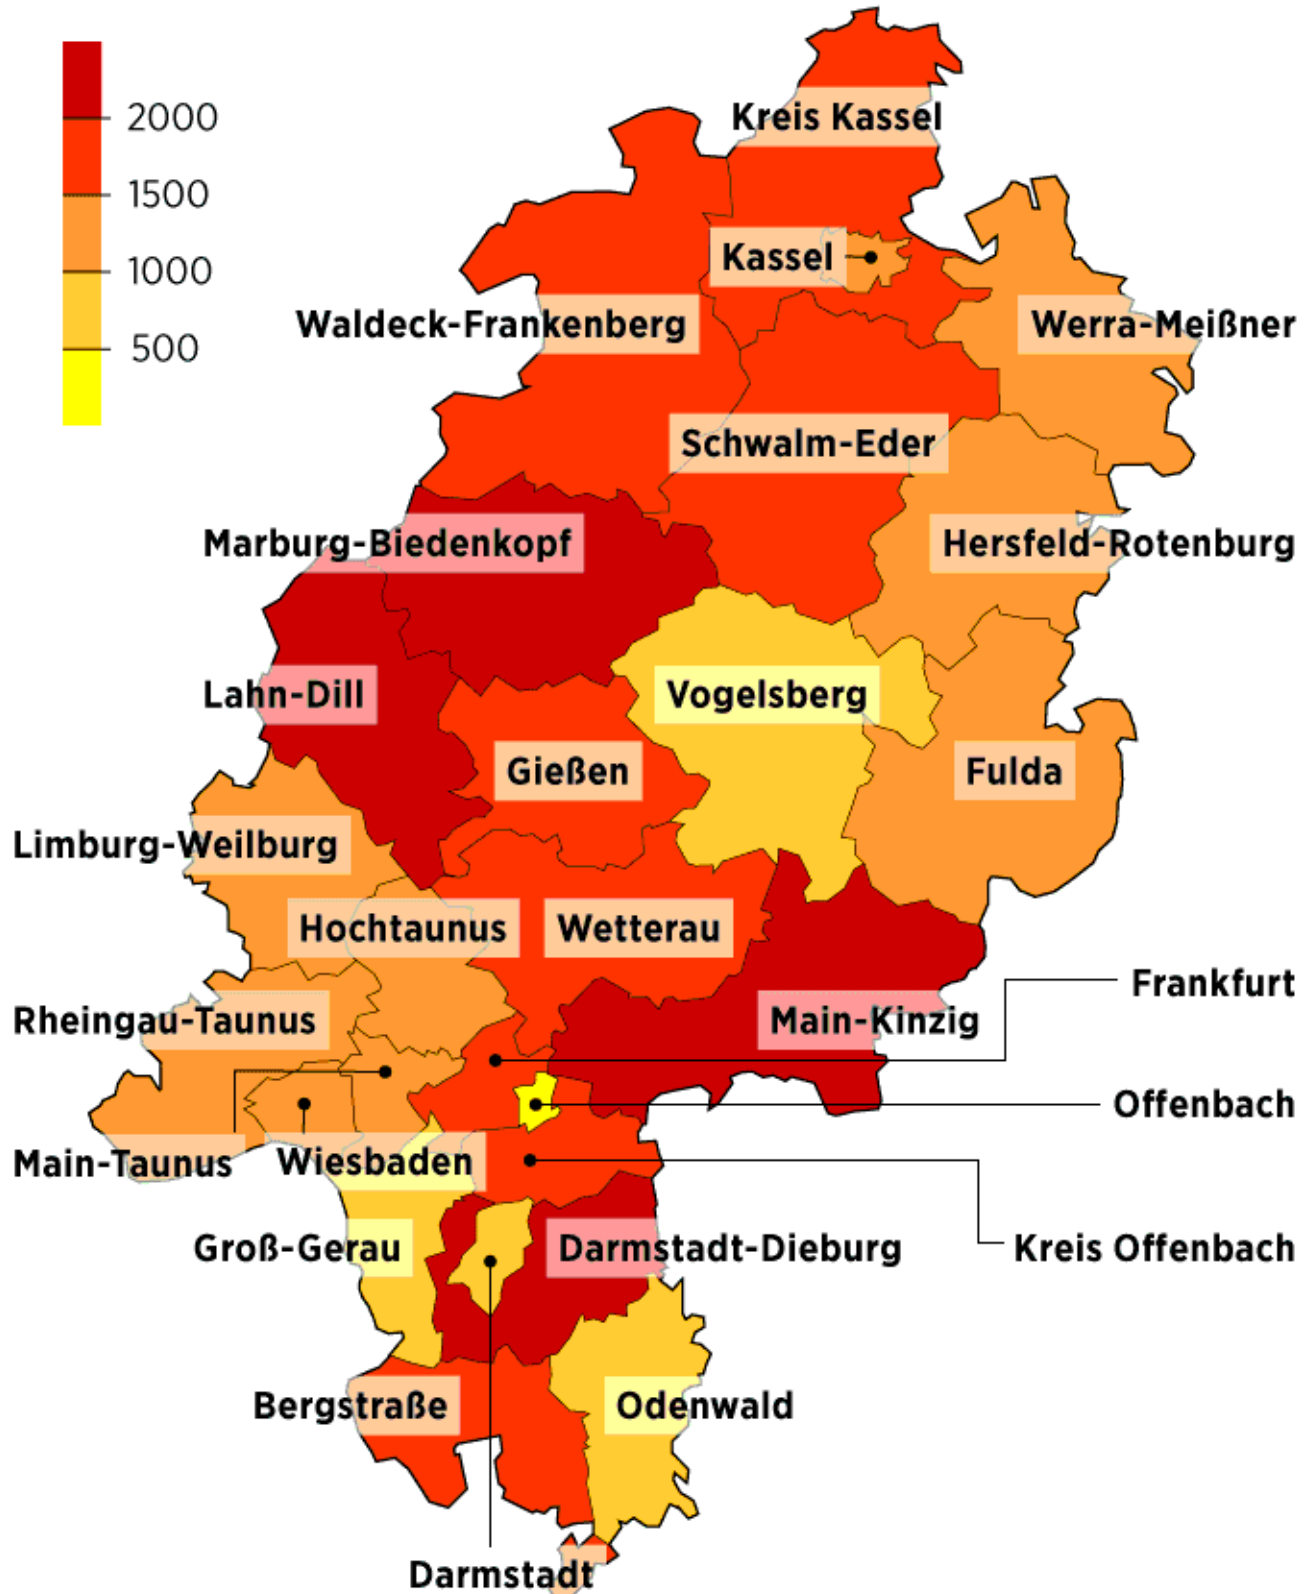 2000
1500
1000
500
Kreis Kassel
Kassel
Waldeck-Frankenberg
Werra-Meißner
Schwalm-Eder
Marburg-Biedenkopf
Hersfeld-Rotenburg
Lahn-Dill
Vogelsberg
Gießen
Fulda
Limburg-Weilburg
Hochtaunus
Wetterau
Frankfurt
Rheingau-Taunus
Main-Kinzig
Offenbach
Main-Taunus
Wiesbaden
Groß-Gerau
Darmstadt-Dieburg
Kreis Offenbach
Bergstraße
Odenwald
Darmstadt